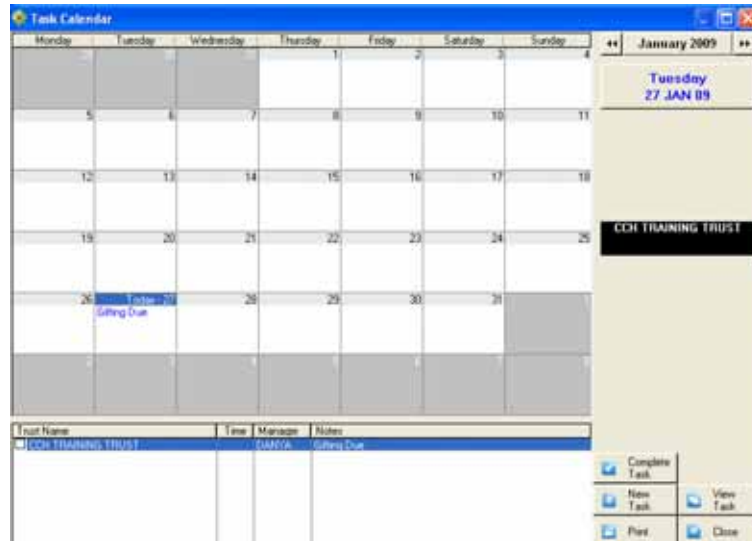 Task Calendar
Monday Tuesday Wednesday Thursday Friday Saturday Sunday
January 2009
1 2 3 4
Tuesday
27 JAN 09
5 6 7 8 9 10 11
12 13 14 15 16 17 18
19 20 21 22 23 24 25
CCH TRAINING TRUST
26 Today 27 28 29 30 31
Gifting Due
Trust Name Time Manager Notes
CCH TRAINING TRUST DANYA Gifting Due
Complete Task
New Task
View Task
Print
Close